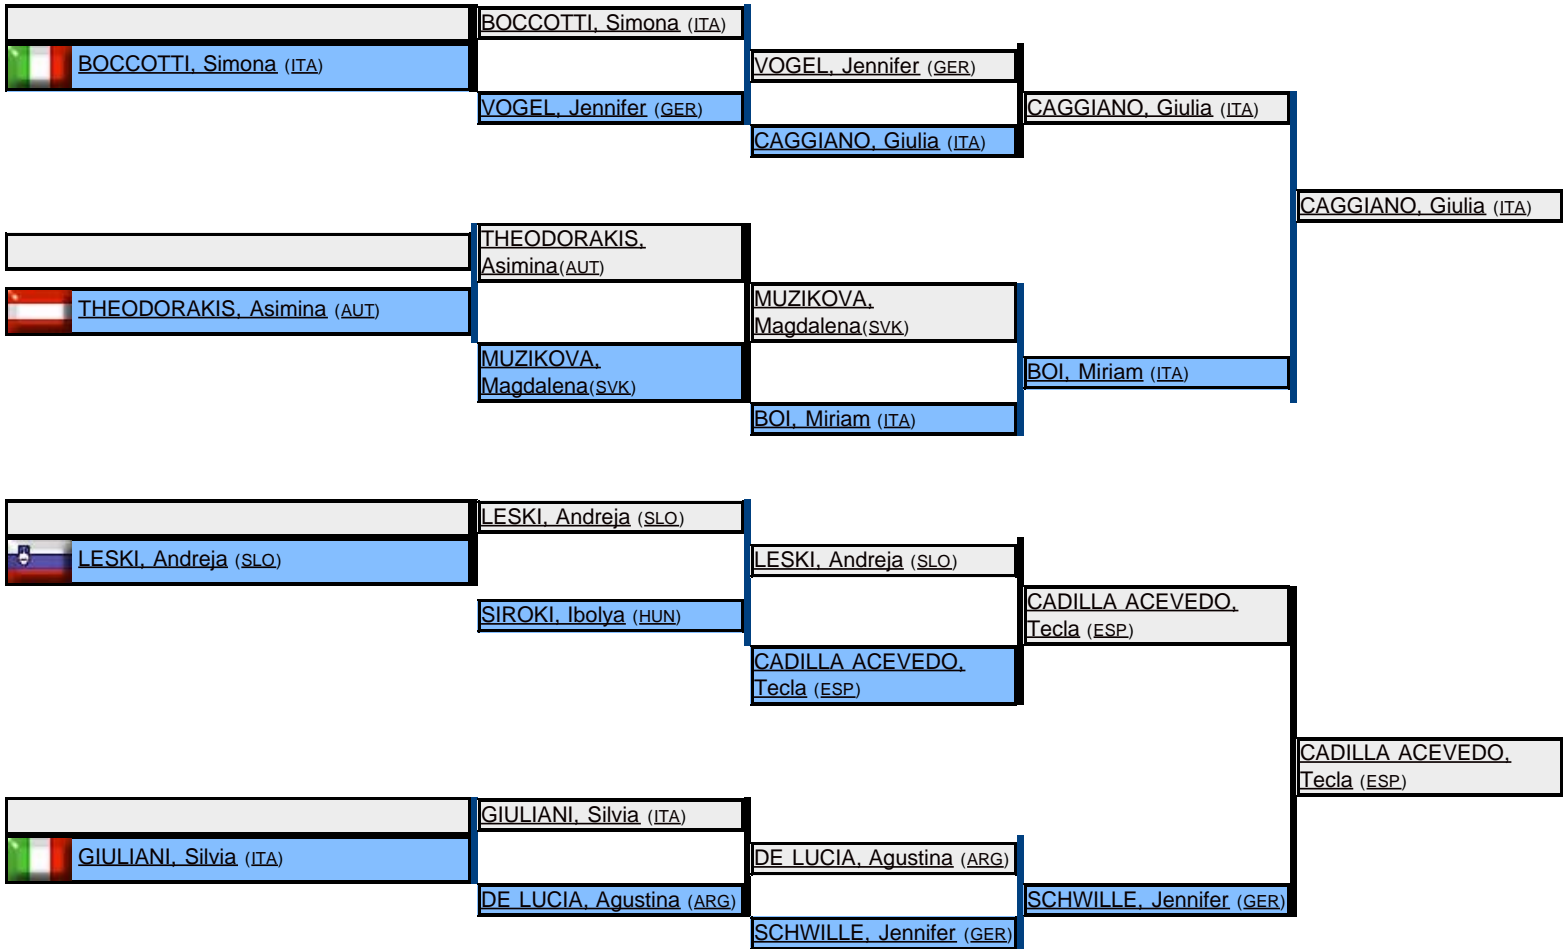 BOCCOTTI, Simona (ITA)
BOCCOTTI, Simona (ITA)
VOGEL, Jennifer (GER)
VOGEL, Jennifer (GER)
CAGGIANO, Giulia (ITA)
CAGGIANO, Giulia (ITA)
CAGGIANO, Giulia (ITA)
THEODORAKIS,
Asimina(AUT)
THEODORAKIS, Asimina (AUT)
MUZIKOVA,
Magdalena(SVK)
MUZIKOVA,
Magdalena(SVK)
BOI, Miriam (ITA)
BOI, Miriam (ITA)
LESKI, Andreja (SLO)
LESKI, Andreja (SLO)
LESKI, Andreja (SLO)
SIROKI, Ibolya (HUN)
CADILLA ACEVEDO,
Tecla (ESP)
CADILLA ACEVEDO,
Tecla (ESP)
CADILLA ACEVEDO,
Tecla (ESP)
GIULIANI, Silvia (ITA)
GIULIANI, Silvia (ITA)
DE LUCIA, Agustina (ARG)
DE LUCIA, Agustina (ARG)
SCHWILLE, Jennifer (GER)
SCHWILLE, Jennifer (GER)